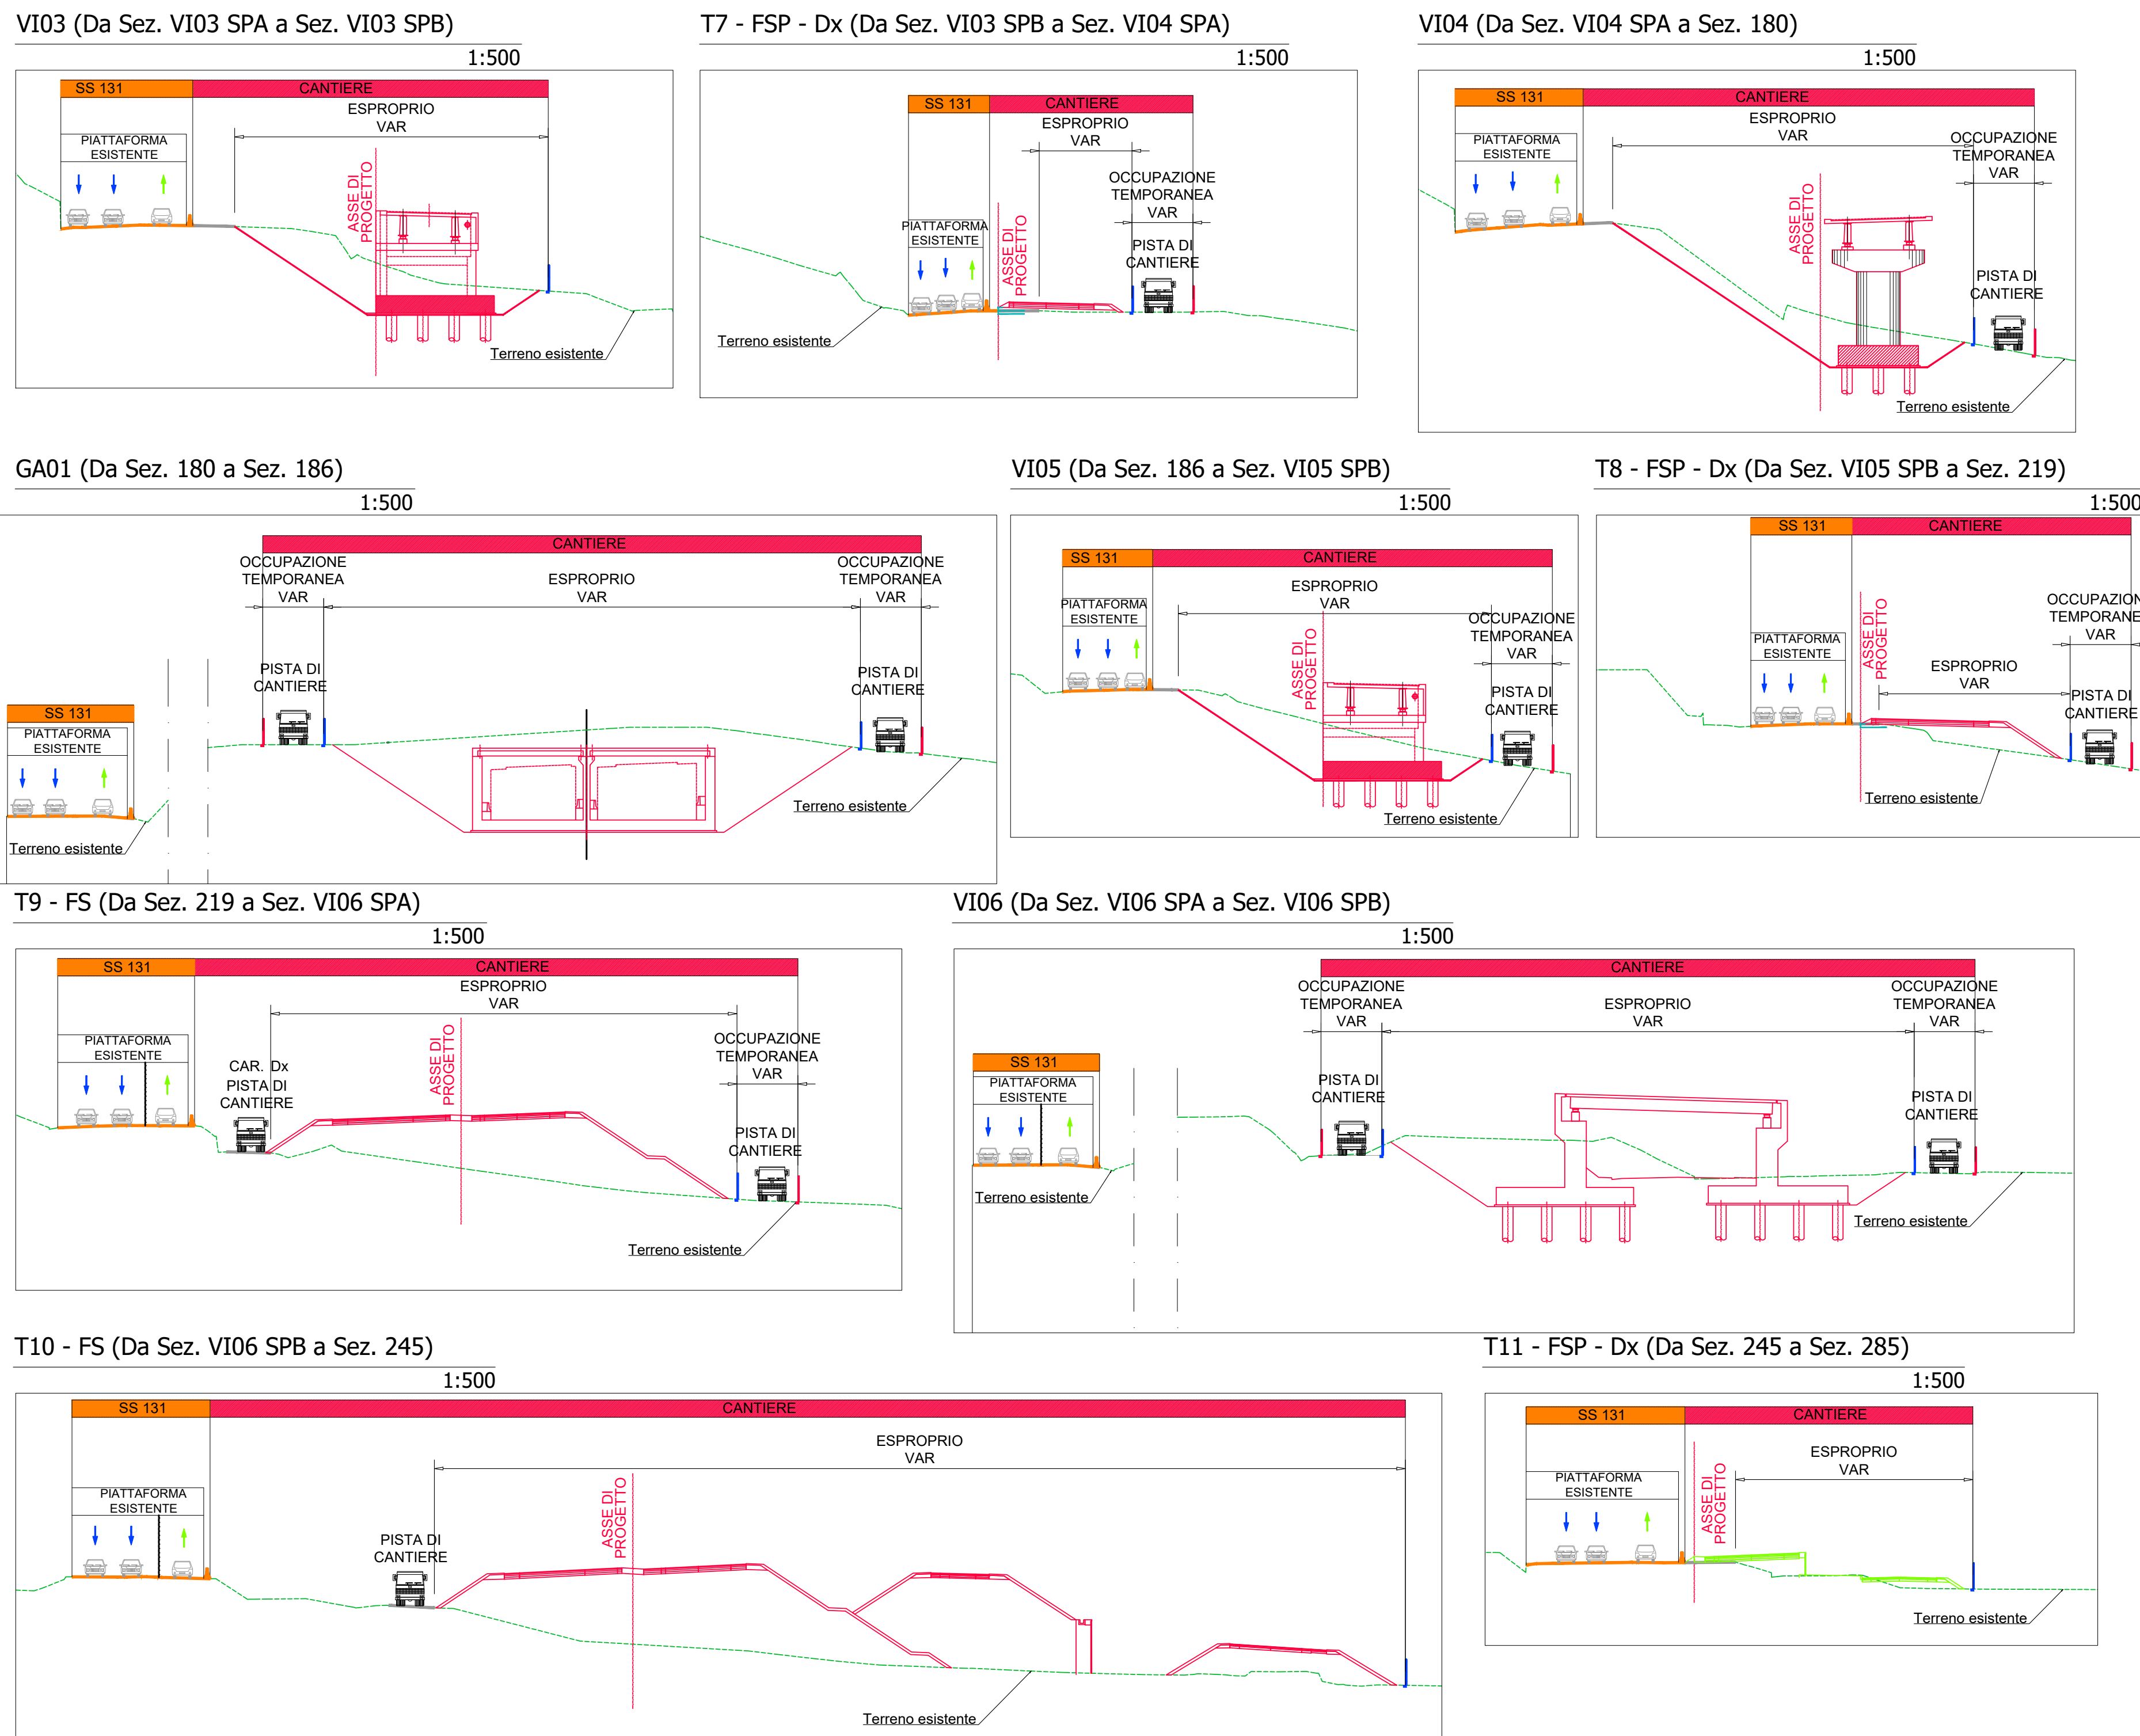 VI03 (Da Sez. VI03 SPA a Sez. VI03 SPB)
1:500
SS 131
CANTIERE
ESPROPRIO
VAR
PIATTAFORMA
ESISTENTE
ASSE DI
PROGETTO
Terreno esistente
T7 - FSP - Dx (Da Sez. VI03 SPB a Sez. VI04 SPA)
1:500
SS 131
CANTIERE
ESPROPRIO
VAR
OCCUPAZIONE
TEMPORANEA
VAR
PIATTAFORMA
ESISTENTE
ASSE DI
PROGETTO
PISTA DI
CANTIERE
Terreno esistente
VI04 (Da Sez. VI04 SPA a Sez. 180)
1:500
SS 131
CANTIERE
ESPROPRIO
VAR
OCCUPAZIONE
TEMPORANEA
VAR
PIATTAFORMA
ESISTENTE
ASSE DI
PROGETTO
PISTA DI
CANTIERE
Terreno esistente
GA01 (Da Sez. 180 a Sez. 186)
1:500
CANTIERE
OCCUPAZIONE
TEMPORANEA
VAR
ESPROPRIO
VAR
OCCUPAZIONE
TEMPORANEA
VAR
PISTA DI
CANTIERE
PISTA DI
CANTIERE
SS 131
PIATTAFORMA
ESISTENTE
Terreno esistente
Terreno esistente
VI05 (Da Sez. 186 a Sez. VI05 SPB)
1:500
SS 131
CANTIERE
ESPROPRIO
VAR
PIATTAFORMA
ESISTENTE
OCCUPAZIONE
TEMPORANEA
VAR
ASSE DI
PROGETTO
PISTA DI
CANTIERE
Terreno esistente
T8 - FSP - Dx (Da Sez. VI05 SPB a Sez. 219)
1:500
SS 131
CANTIERE
OCCUPAZION
TEMPORANE
VAR
PIATTAFORMA
ESISTENTE
ASSE DI
PROGETTO
ESPROPRIO
VAR
PISTA DI
CANTIERE
Terreno esistente
T9 - FS (Da Sez. 219 a Sez. VI06 SPA)
1:500
SS 131
CANTIERE
ESPROPRIO
VAR
PIATTAFORMA
ESISTENTE
CAR. Dx
PISTA DI
CANTIERE
ASSE DI
PROGETTO
OCCUPAZIONE
TEMPORANEA
VAR
PISTA DI
CANTIERE
Terreno esistente
VI06 (Da Sez. VI06 SPA a Sez. VI06 SPB)
1:500
CANTIERE
OCCUPAZIONE
TEMPORANEA
VAR
ESPROPRIO
VAR
OCCUPAZIONE
TEMPORANEA
VAR
SS 131
PIATTAFORMA
ESISTENTE
PISTA DI
CANTIERE
PISTA DI
CANTIERE
Terreno esistente
Terreno esistente
T10 - FS (Da Sez. VI06 SPB a Sez. 245)
1:500
SS 131
CANTIERE
ESPROPRIO
VAR
PIATTAFORMA
ESISTENTE
PISTA DI
CANTIERE
ASSE DI
PROGETTO
Terreno esistente
T11 - FSP - Dx (Da Sez. 245 a Sez. 285)
1:500
SS 131
CANTIERE
ESPROPRIO
VAR
PIATTAFORMA
ESISTENTE
ASSE DI
PROGETTO
Terreno esistente